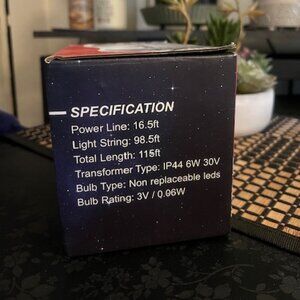 SPECIFICATION
Power Line: 16.5ft
Light String: 98.5ft
Total Length: 115ft
Transformer Type: IP44 6W 30V
Bulb Type: Non replaceable leds
Bulb Rating: 3V / 0.06W